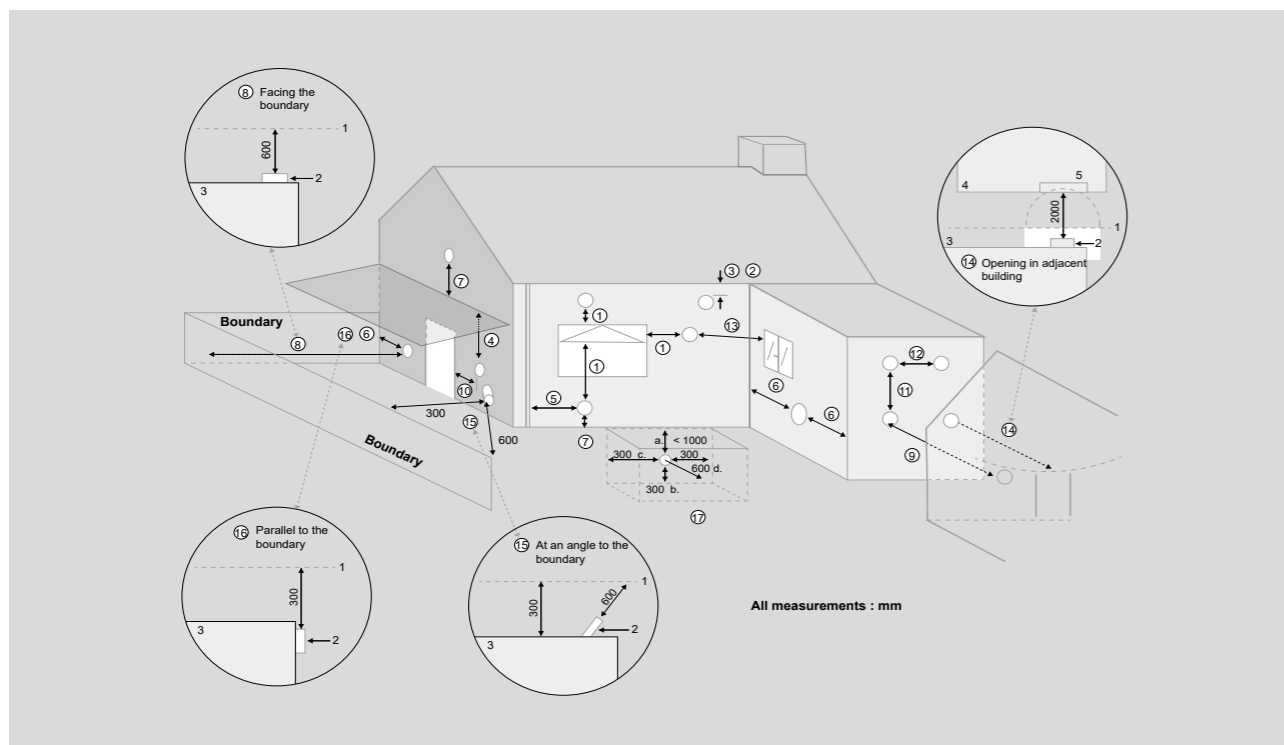 ⑧ Facing the
boundary
1
600
2
3
5
4
2000
1
3
2
⑭ Opening in adjacent
building
③ ②
⑦
①
⑬
Boundary
⑯ ⑥
⑧
④
①
⑫
①
⑩
⑥
⑪
⑤
⑥
300
⑮
⑭
600
⑦
a. < 1000
⑨
Boundary
300 c.
300
600 d.
300 b.
⑰
⑯ Parallel to the
boundary
1
300
3
2
⑮ At an angle to the
boundary
1
300
600
2
3
All measurements : mm